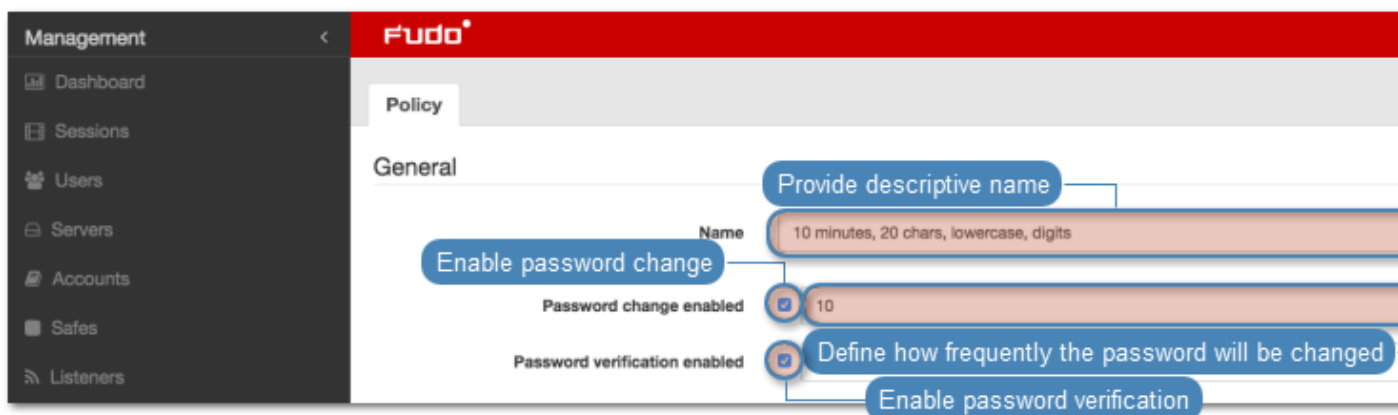 Management
Dashboard
Sessions
Users
Servers
Accounts
Safes
Listeners
FUDO
Policy
General
Provide descriptive name
Name
10 minutes, 20 chars, lowercase, digits
Enable password change
Password change enabled
10
Define how frequently the password will be changed
Password verification enabled
Enable password verification